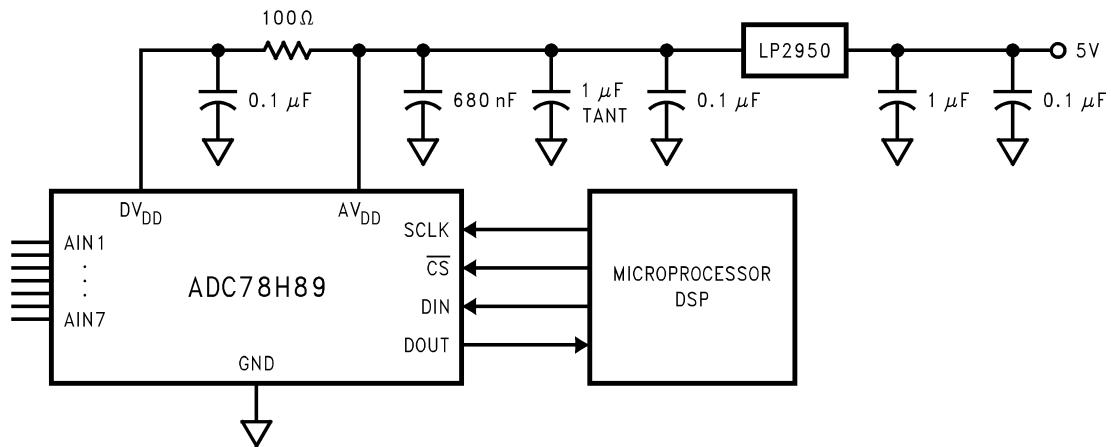 100Ω
LP2950
5V
0.1 μF
680 nF
1 μF
TANT
0.1 μF
1 μF
0.1 μF
DVDD
AVDD
AIN1
:
:
AIN7
ADC78H89
GND
SCLK
C̅S̅
DIN
DOUT
MICROPROCESSOR
DSP